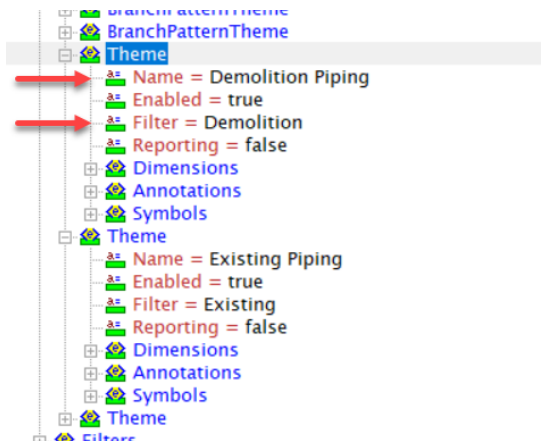 BranchPatternTheme
BranchPatternTheme
Theme
Name = Demolition Piping
Enabled = true
Filter = Demolition
Reporting = false
Dimensions
Annotations
Symbols
Theme
Name = Existing Piping
Enabled = true
Filter = Existing
Reporting = false
Dimensions
Annotations
Symbols
Theme
Filters